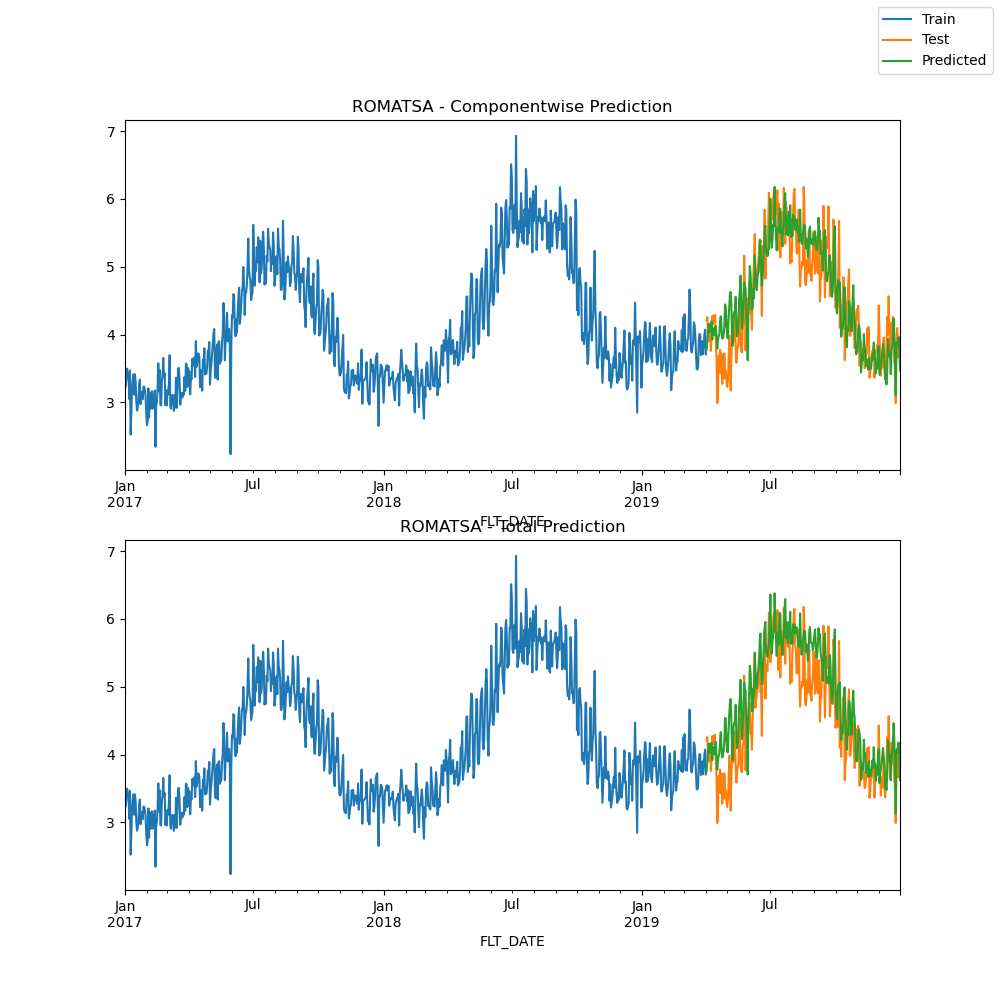 Train
Test
Predicted
ROMATSA - Componentwise Prediction
7
6
5
4
3
Jan Jul Jan Jul Jan Jul
2017 2018 2019
FLT_DATE
ROMATSA - Total Prediction
7
6
5
4
3
Jan Jul Jan Jul Jan Jul
2017 2018 2019
FLT_DATE